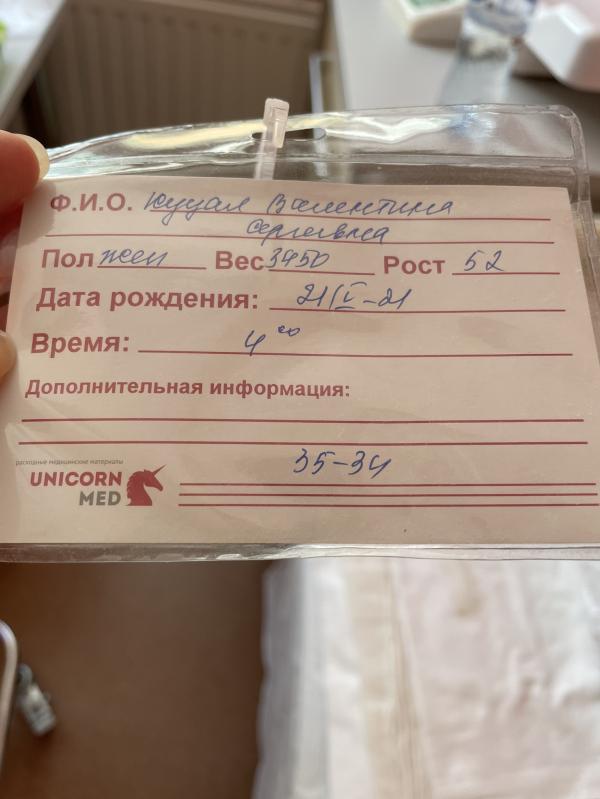 Ф.И.О. Куцал Валентина
Сергеевна
Пол жен Вес 3450 Рост 52
Дата рождения: 21/V-21
Время: 4⁰⁰
Дополнительная информация:
35-34
расходные медицинские материалы
UNICORN
MED